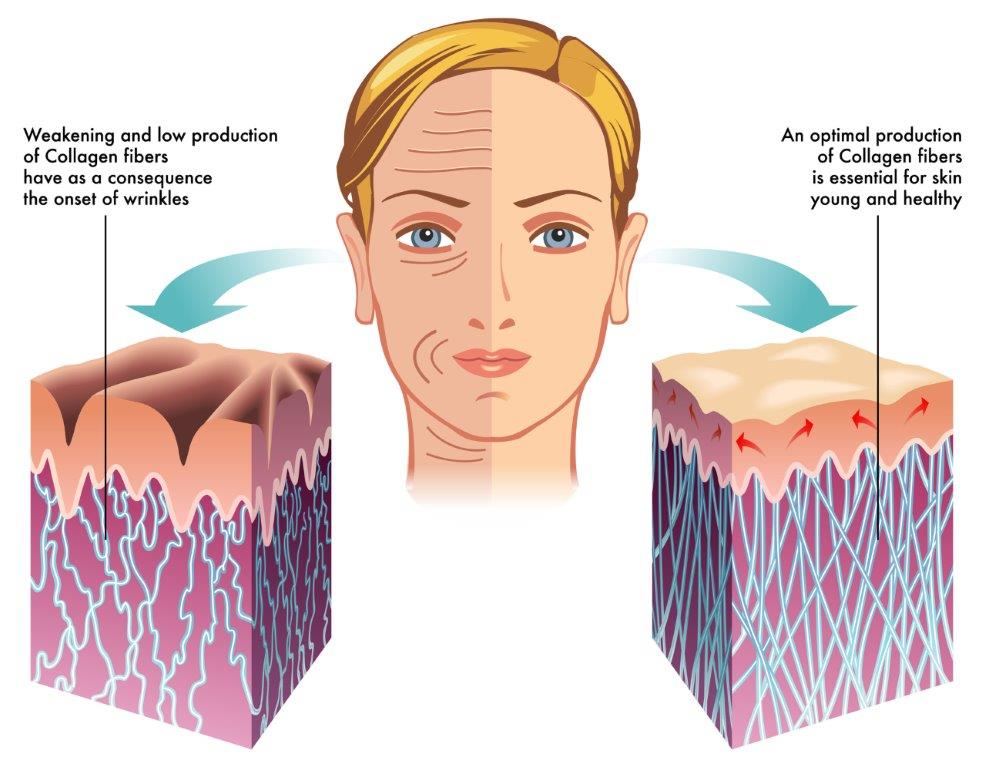 Weakening and low production
of Collagen fibers
have as a consequence
the onset of wrinkles
An optimal production
of Collagen fibers
is essential for skin
young and healthy